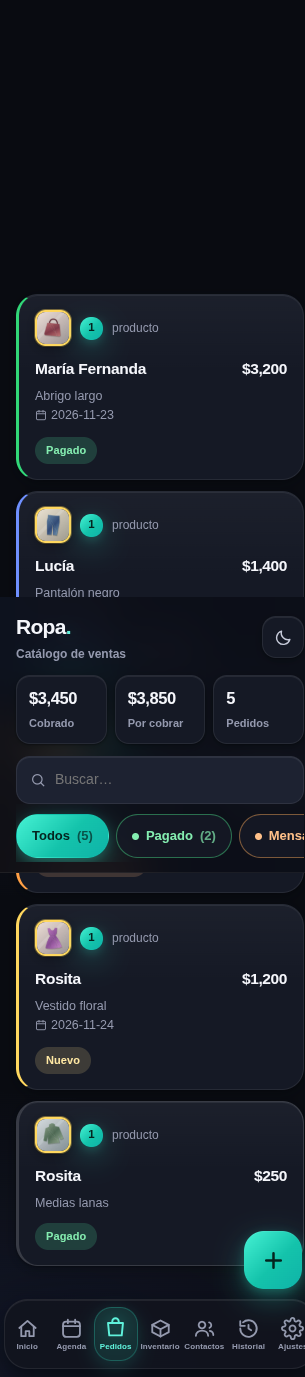 1 producto
María Fernanda $3,200
Abrigo largo
2026-11-23
Pagado
1 producto
Lucía $1,400
Pantalón negro
Ropa.
Catálogo de ventas
$3,450 $3,850 5
Cobrado Por cobrar Pedidos
Buscar…
Todos (5) Pagado (2) Mensa
1 producto
Rosita $1,200
Vestido floral
2026-11-24
Nuevo
1 producto
Rosita $250
Medias lanas
Pagado
Inicio Agenda Pedidos Inventario Contactos Historial Ajustes